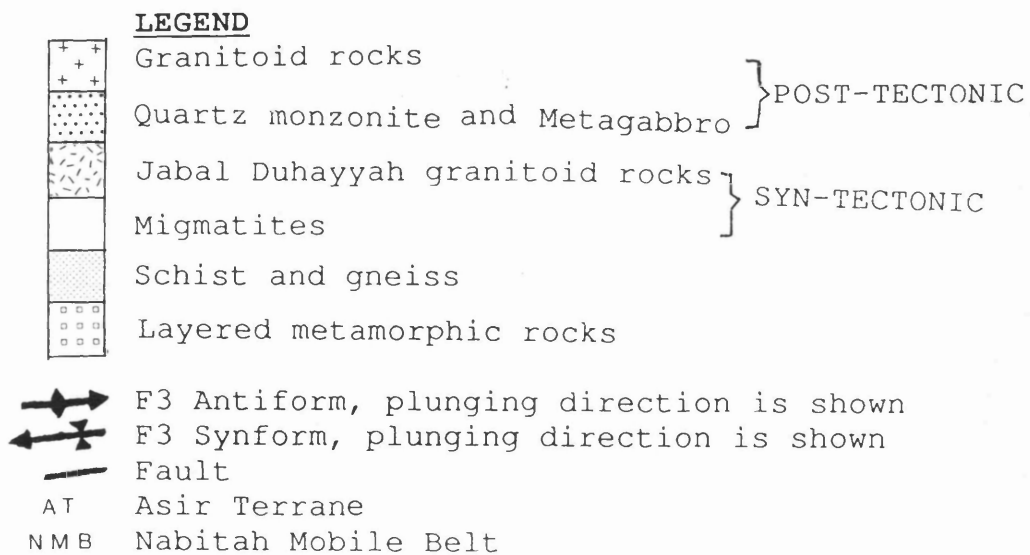 LEGEND
Granitoid rocks
POST-TECTONIC
Quartz monzonite and Metagabbro
Jabal Duhayyah granitoid rocks
SYN-TECTONIC
Migmatites
Schist and gneiss
Layered metamorphic rocks
F3 Antiform, plunging direction is shown
F3 Synform, plunging direction is shown
Fault
AT Asir Terrane
NMB Nabitah Mobile Belt